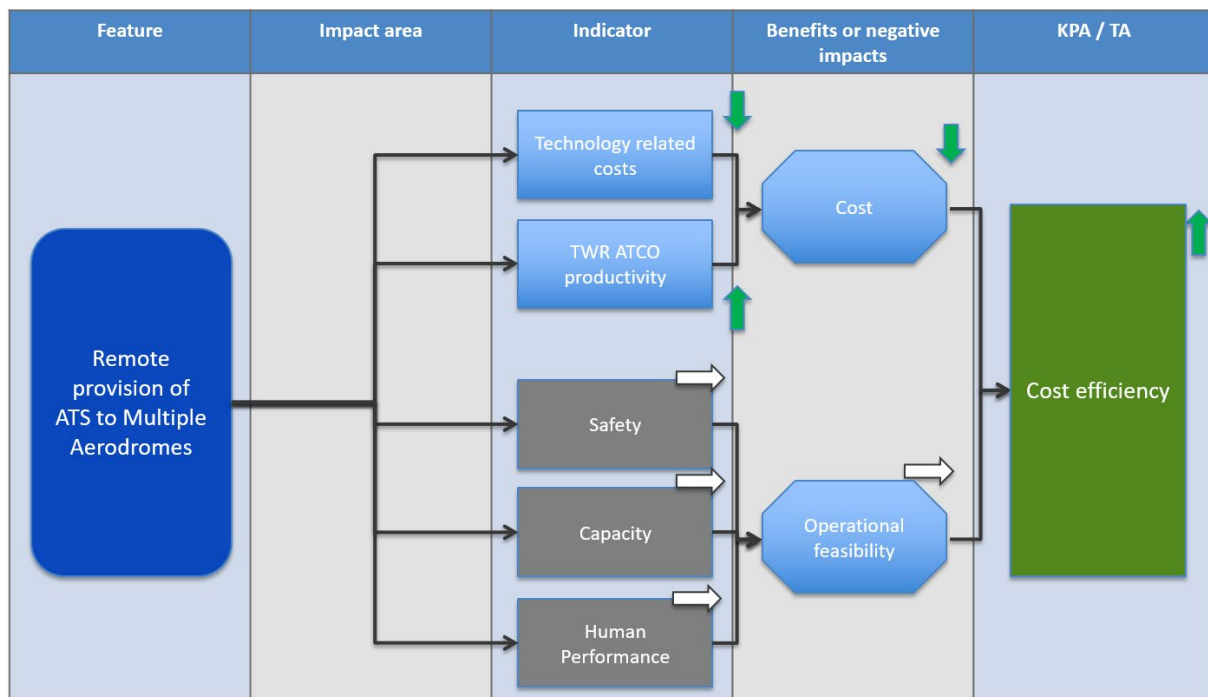 Feature
Impact area
Indicator
Benefits or negative
impacts
KPA / TA
Remote
provision of
ATS to Multiple
Aerodromes
Technology related
costs
TWR ATCO
productivity
Safety
Capacity
Human
Performance
Cost
Operational
feasibility
Cost efficiency